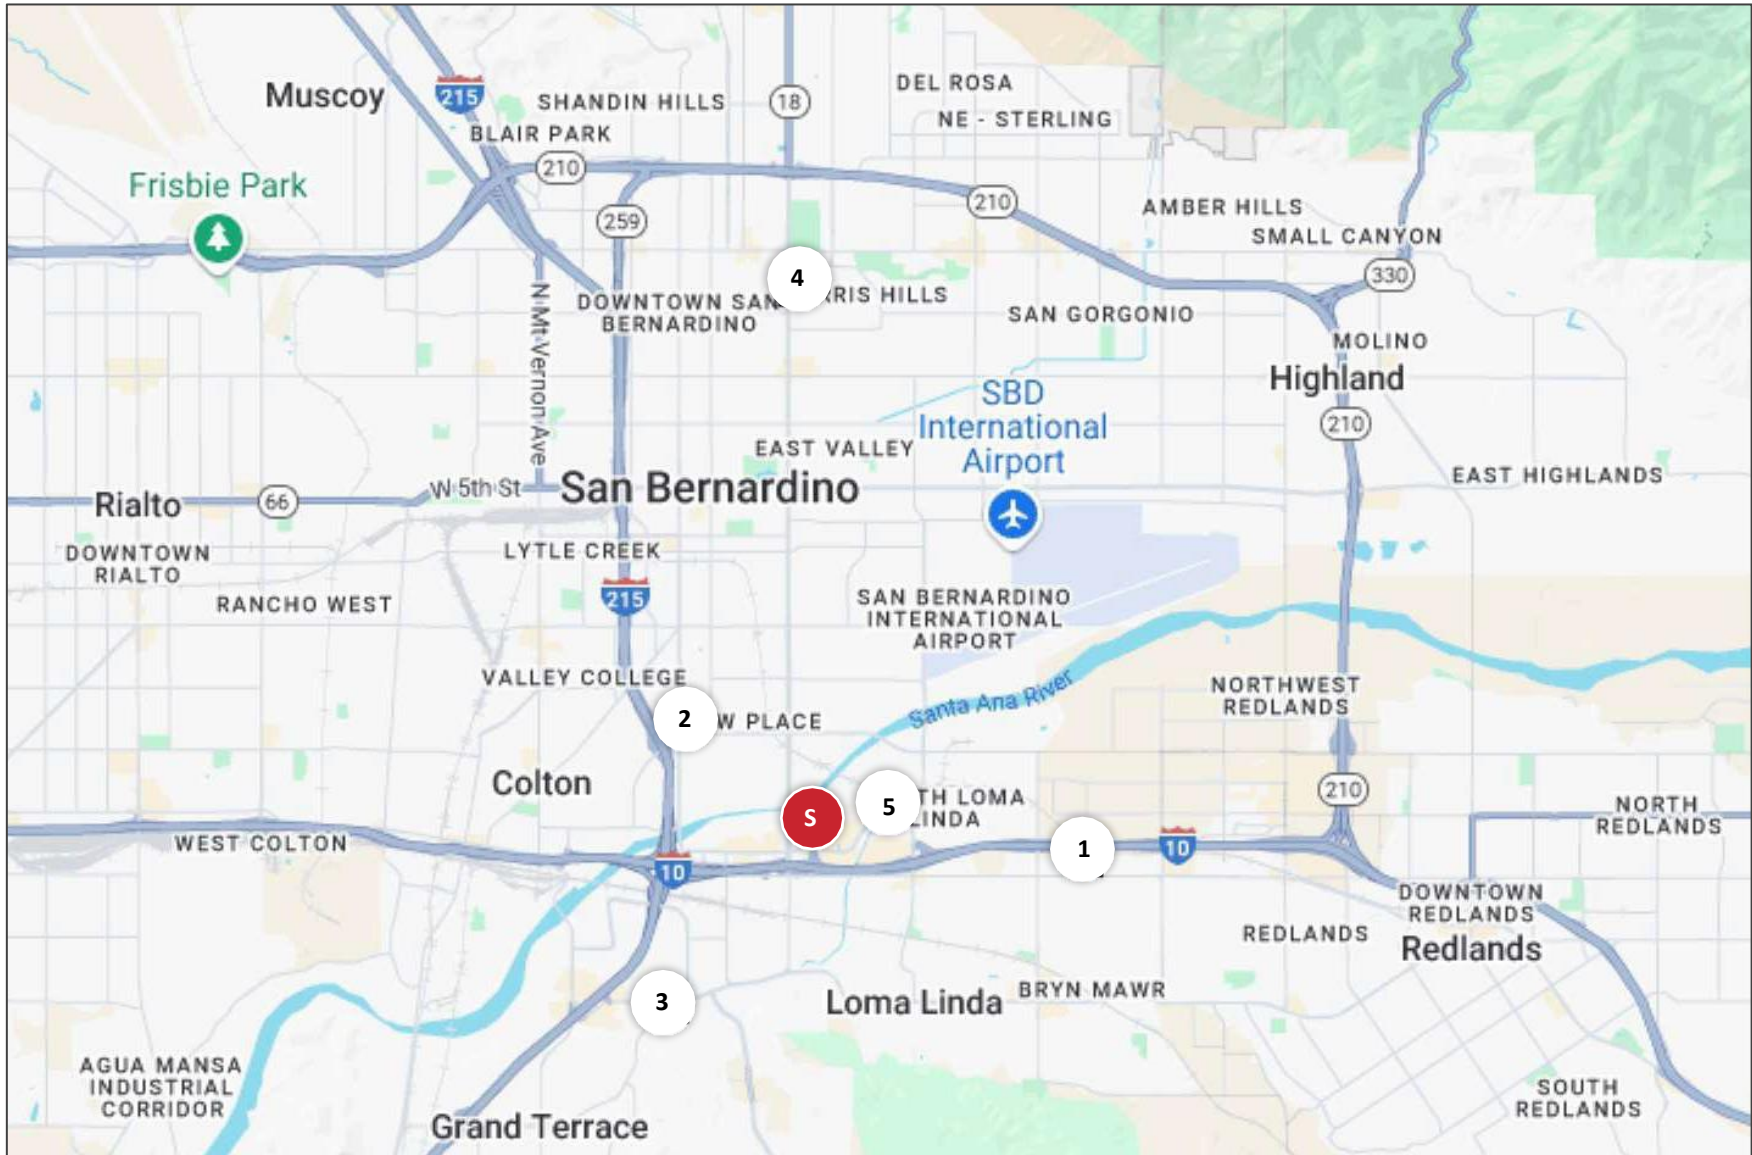 Muscoy
215
SHANDIN HILLS
18
DEL ROSA
NE - STERLING
BLAIR PARK
210
Frisbie Park
259
210
AMBER HILLS
SMALL CANYON
330
4
DOWNTOWN SAN
BERNARDINO
RRIS HILLS
SAN GORGONIO
MOLINO
Highland
N Mt Vernon Ave
SBD
International
Airport
210
EAST VALLEY
EAST HIGHLANDS
Rialto
66
W 5th St
San Bernardino
DOWNTOWN
RIALTO
LYTLE CREEK
RANCHO WEST
215
SAN BERNARDINO
INTERNATIONAL
AIRPORT
VALLEY COLLEGE
2
W PLACE
Santa Ana River
NORTHWEST
REDLANDS
Colton
S
5
TH LOMA
LINDA
210
NORTH
REDLANDS
WEST COLTON
10
1
10
DOWNTOWN
REDLANDS
REDLANDS
Redlands
3
Loma Linda
BRYN MAWR
AGUA MANSA
INDUSTRIAL
CORRIDOR
Grand Terrace
SOUTH
REDLANDS